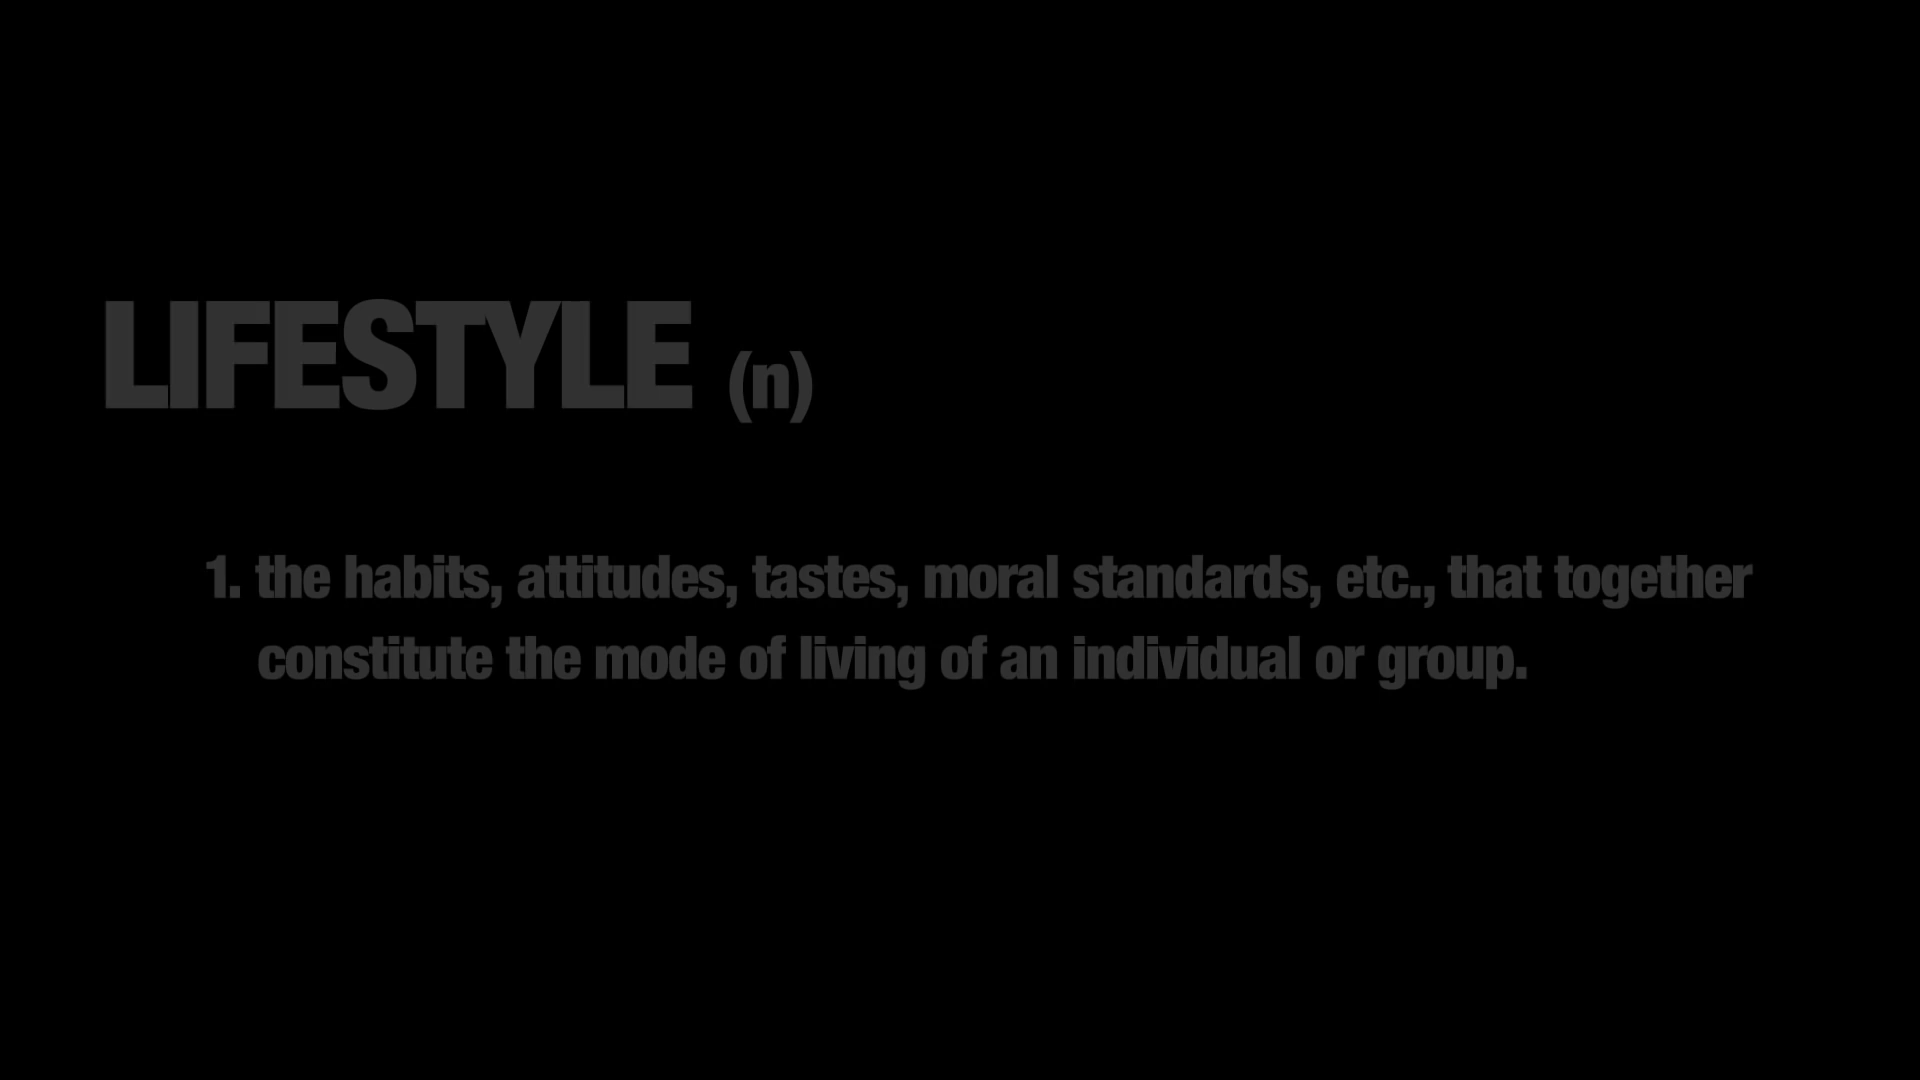 LIFESTYLE (n)
1. the habits, attitudes, tastes, moral standards, etc., that together
constitute the mode of living of an individual or group.